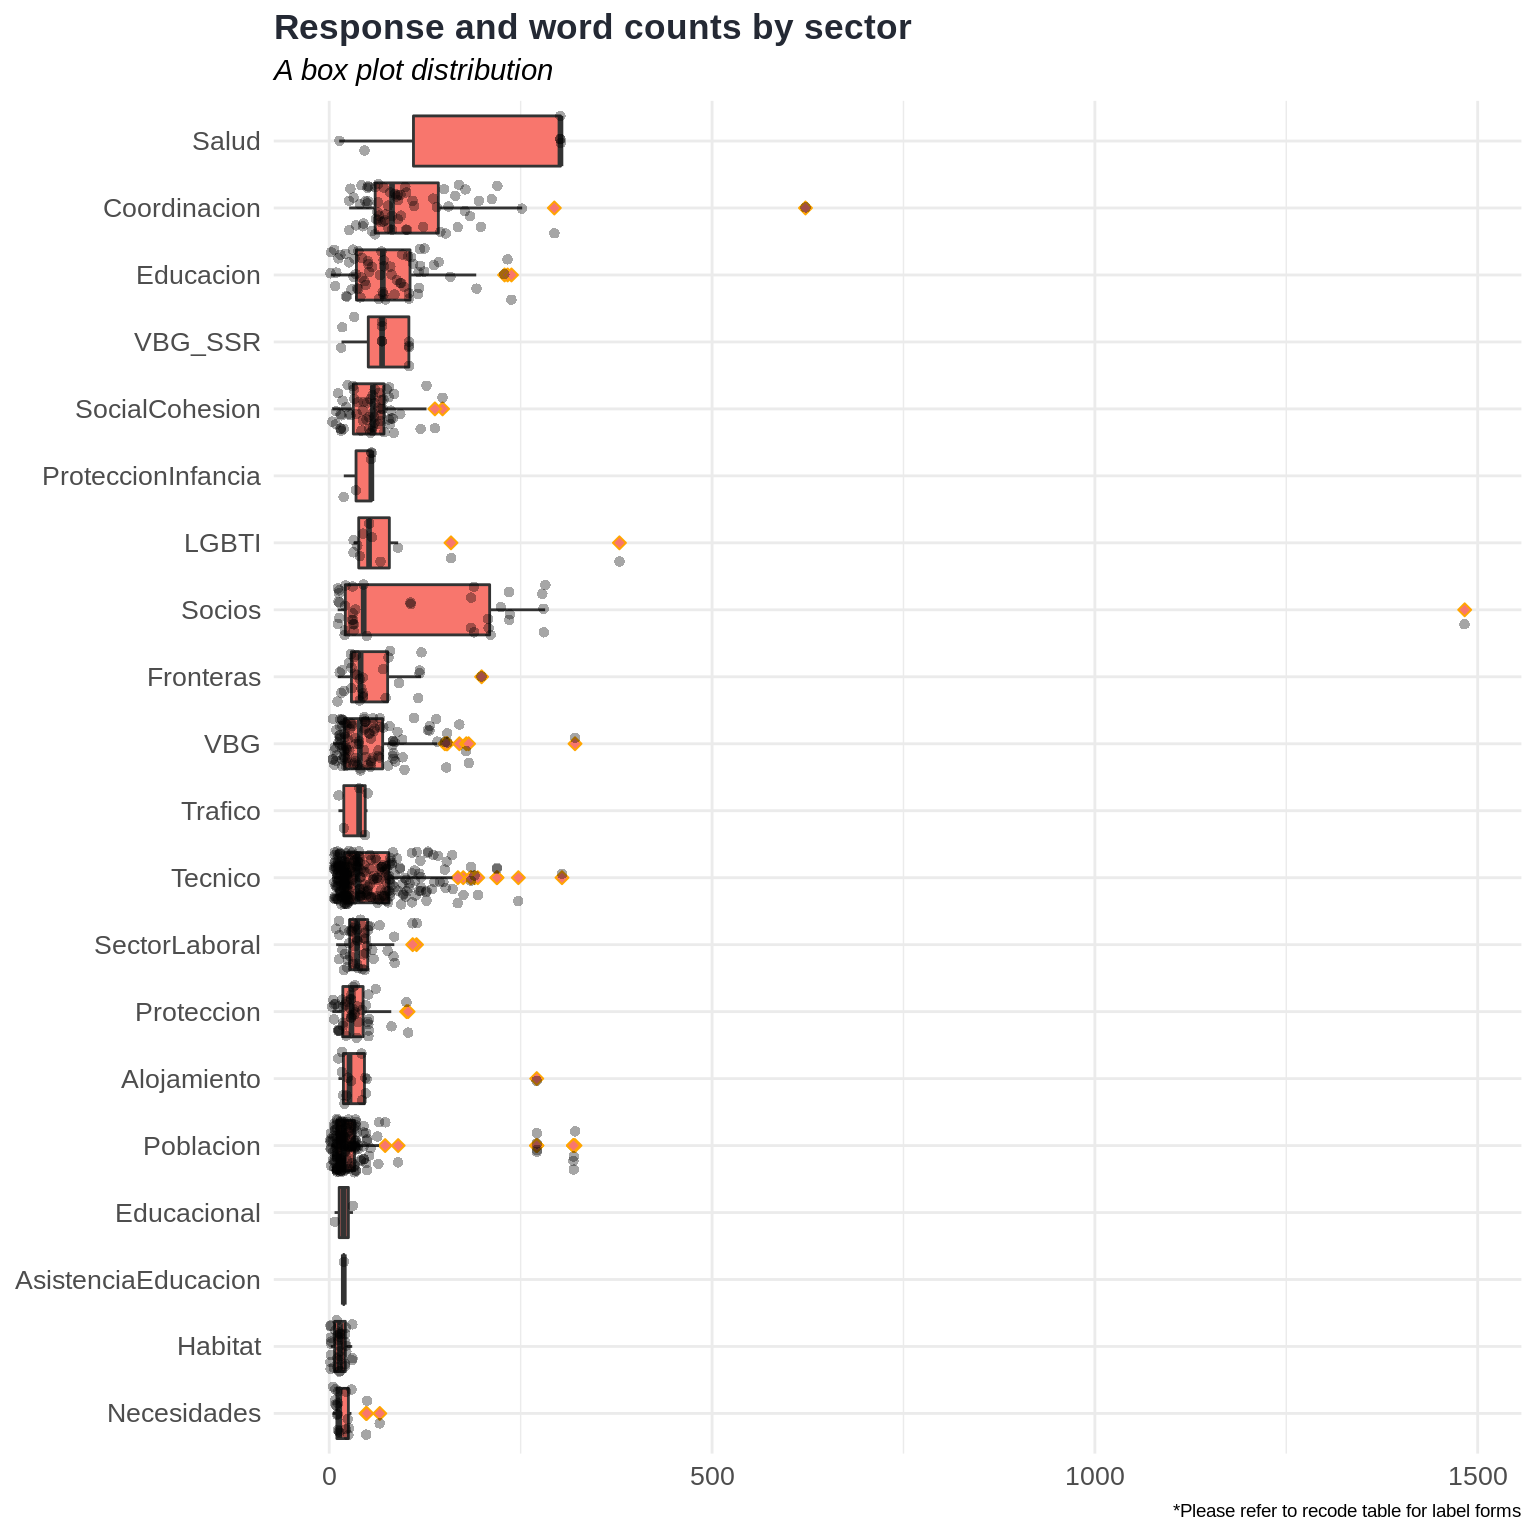 Response and word counts by sector
A box plot distribution
Salud
Coordinacion
Educacion
VBG_SSR
SocialCohesion
ProteccionInfancia
LGBTI
Socios
Fronteras
VBG
Trafico
Tecnico
SectorLaboral
Proteccion
Alojamiento
Poblacion
Educacional
AsistenciaEducacion
Habitat
Necesidades
0 500 1000 1500
*Please refer to recode table for label forms